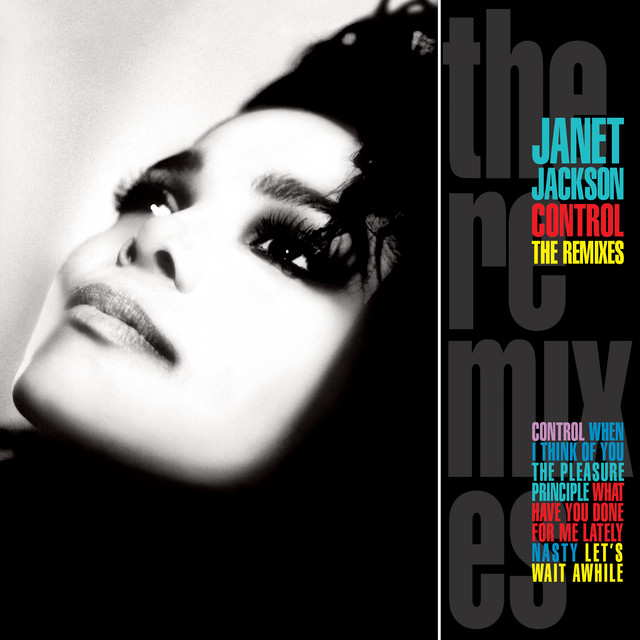 the
re
mix
es
JANET
JACKSON
CONTROL
THE REMIXES
CONTROL WHEN
I THINK OF YOU
THE PLEASURE
PRINCIPLE WHAT
HAVE YOU DONE
FOR ME LATELY
NASTY LET'S
WAIT AWHILE